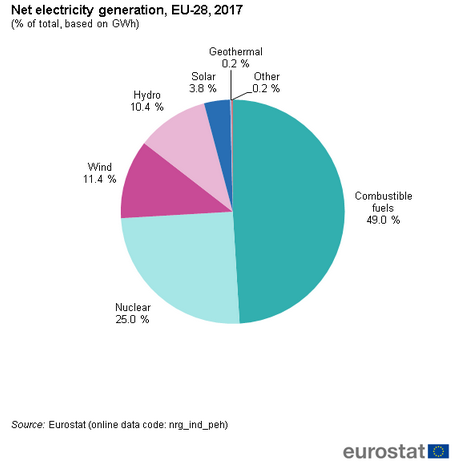 Net electricity generation, EU-28, 2017
(% of total, based on GWh)
Geothermal
0.2 %
Other
0.2 %
Solar
3.8 %
Hydro
10.4 %
Wind
11.4 %
Combustible
fuels
49.0 %
Nuclear
25.0 %
Source: Eurostat (online data code: nrg_ind_peh)
eurostat